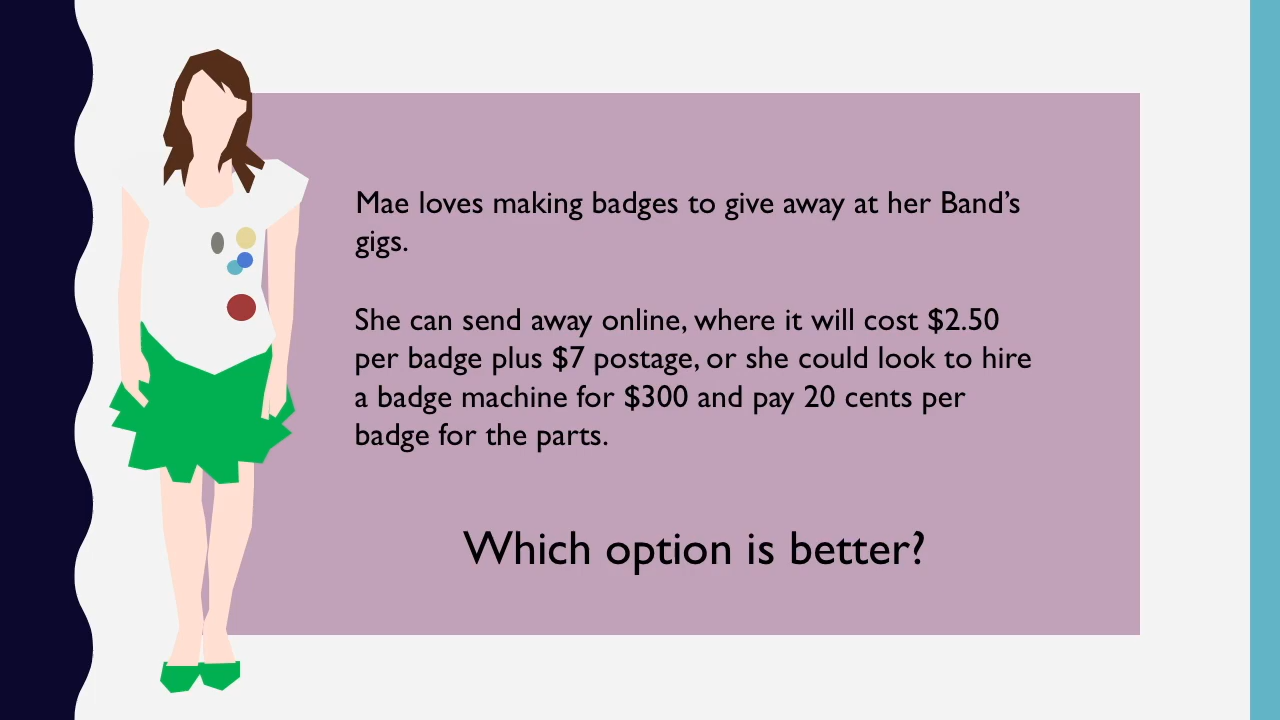 Mae loves making badges to give away at her Band’s
gigs.
She can send away online, where it will cost $2.50
per badge plus $7 postage, or she could look to hire
a badge machine for $300 and pay 20 cents per
badge for the parts.
Which option is better?